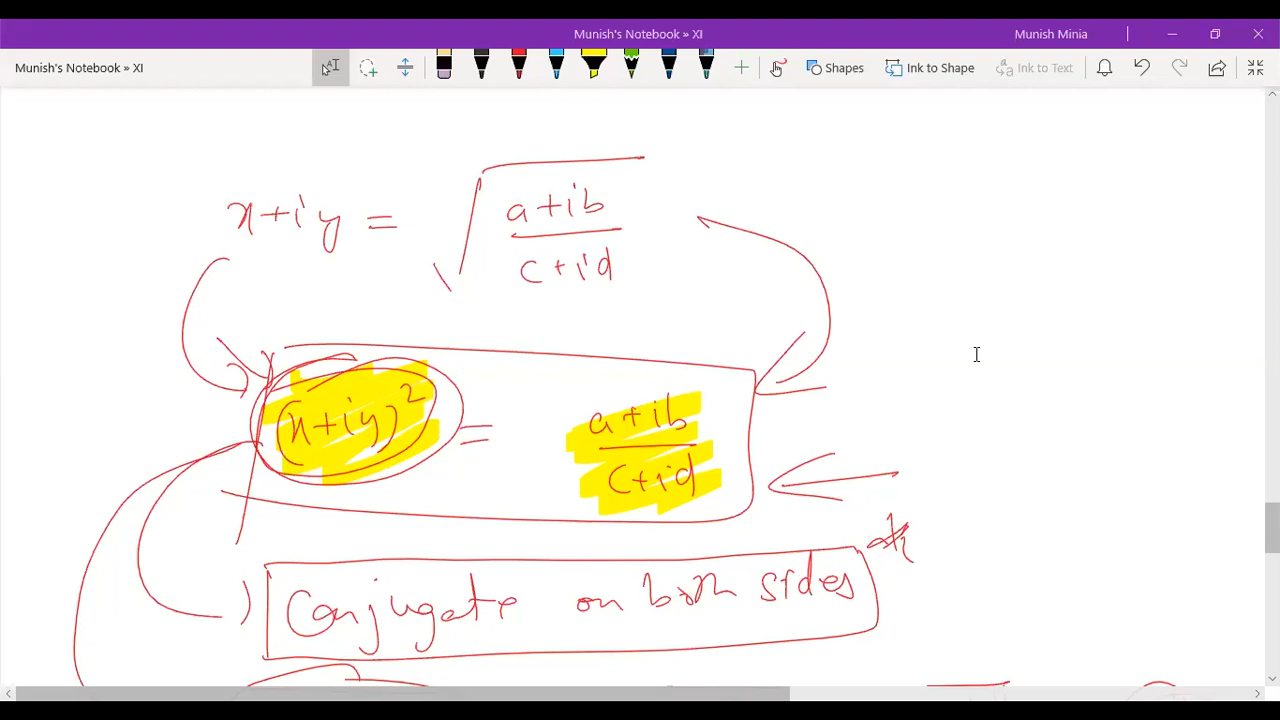 Munish's Notebook » XI
Munish Minia
Munish's Notebook » XI
Shapes
Ink to Shape
Ink to Text
x+iy = √((a+ib)/(c+id))
(x+iy)² = (a+ib)/(c+id)
Conjugate on both sides